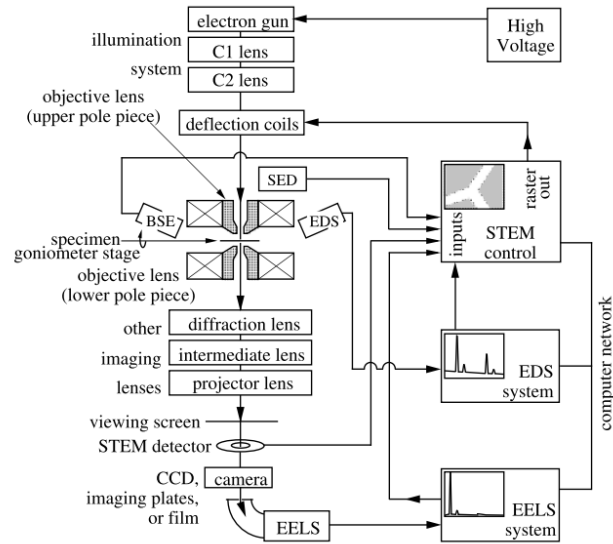 electron gun
High
Voltage
illumination
C1 lens
system
C2 lens
objective lens
(upper pole piece)
deflection coils
SED
BSE
EDS
raster out
inputs
STEM
control
specimen
goniometer stage
objective lens
(lower pole piece)
other
diffraction lens
imaging
intermediate lens
lenses
projector lens
EDS
system
computer network
viewing screen
STEM detector
CCD,
camera
imaging plates,
or film
EELS
EELS
system